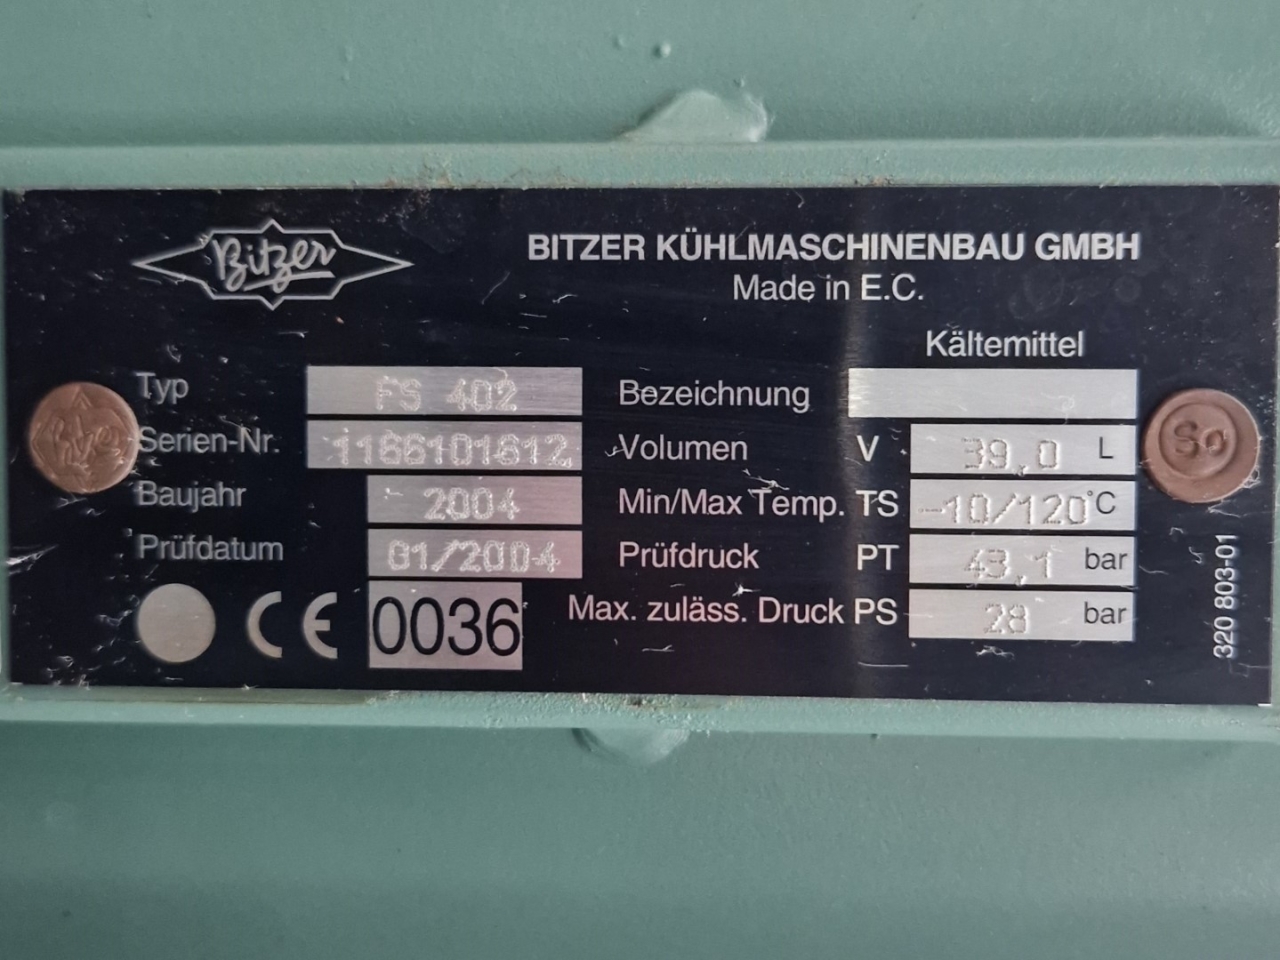 Bitzer
BITZER KÜHLMASCHINENBAU GMBH
Made in E.C.
Kältemittel
Typ FS 402
Serien-Nr. 1166101612
Baujahr 2004
Prüfdatum 01/2004
CE 0036
Bezeichnung
Volumen V 39,0 L
Min/Max Temp. TS -10/120°C
Prüfdruck PT 43,1 bar
Max. zuläss. Druck PS 28 bar
320 803-01
So